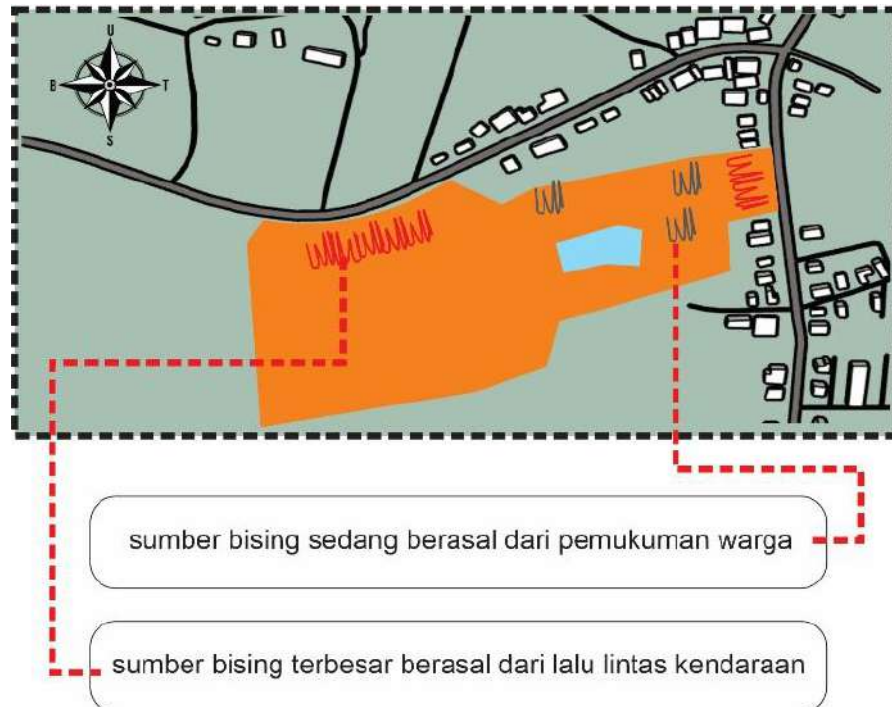 U
B T
S
sumber bising sedang berasal dari pemukuman warga
sumber bising terbesar berasal dari lalu lintas kendaraan